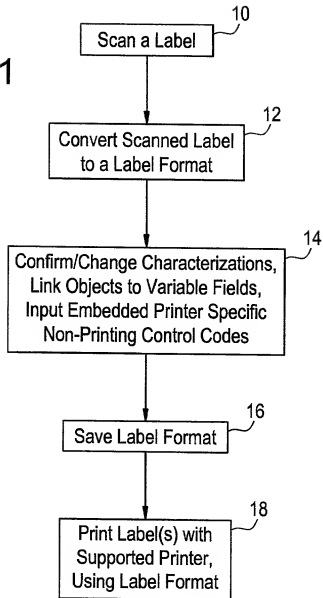 10
Scan a Label
1
12
Convert Scanned Label
to a Label Format
14
Confirm/Change Characterizations,
Link Objects to Variable Fields,
Input Embedded Printer Specific
Non-Printing Control Codes
16
Save Label Format
18
Print Label(s) with
Supported Printer,
Using Label Format